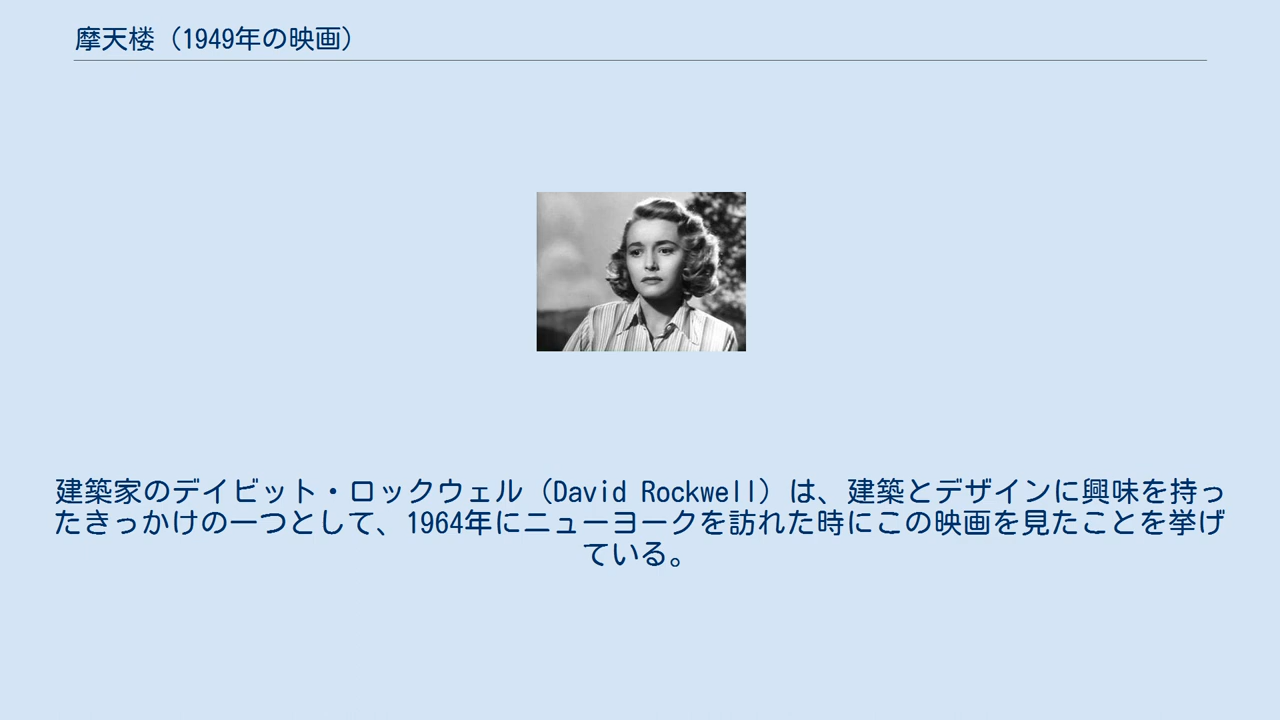 摩天楼（1949年の映画）
建築家のデイビット・ロックウェル（David Rockwell）は、建築とデザインに興味を持っ
たきっかけの一つとして、1964年にニューヨークを訪れた時にこの映画を見たことを挙げ
ている。